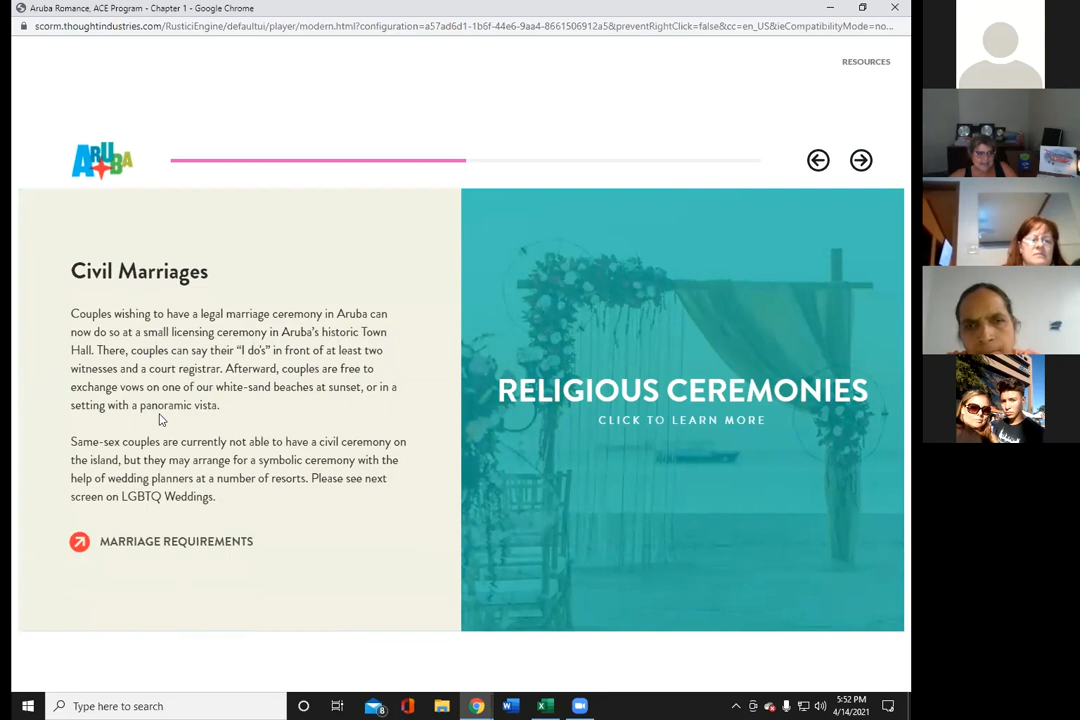 Aruba Romance, ACE Program - Chapter 1 - Google Chrome
scorm.thoughtindustries.com/RusticEngine/defaultui/player/modern.html?configuration=a57ad6d1-1b6f-44e6-9aa4-8661506912a5&preventRightClick=false&cc=en_US&ieCompatibilityMode=no...
RESOURCES
ARUBA
Civil Marriages
Couples wishing to have a legal marriage ceremony in Aruba can
now do so at a small licensing ceremony in Aruba's historic Town
Hall. There, couples can say their "I do's" in front of at least two
witnesses and a court registrar. Afterward, couples are free to
exchange vows on one of our white-sand beaches at sunset, or in a
setting with a panoramic vista.
Same-sex couples are currently not able to have a civil ceremony on
the island, but they may arrange for a symbolic ceremony with the
help of wedding planners at a number of resorts. Please see next
screen on LGBTQ Weddings.
MARRIAGE REQUIREMENTS
RELIGIOUS CEREMONIES
CLICK TO LEARN MORE
Type here to search
8
5:52 PM
4/14/2021